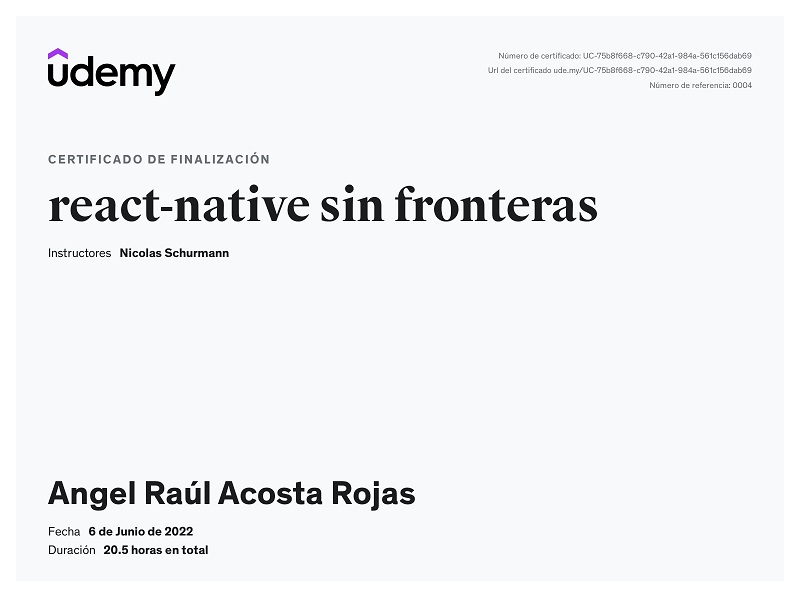 udemy
Número de certificado: UC-75b8f668-c790-42a1-984a-561c156dab69
Url del certificado ude.my/UC-75b8f668-c790-42a1-984a-561c156dab69
Número de referencia: 0004
CERTIFICADO DE FINALIZACIÓN
react-native sin fronteras
Instructores Nicolas Schurmann
Angel Raúl Acosta Rojas
Fecha 6 de Junio de 2022
Duración 20.5 horas en total